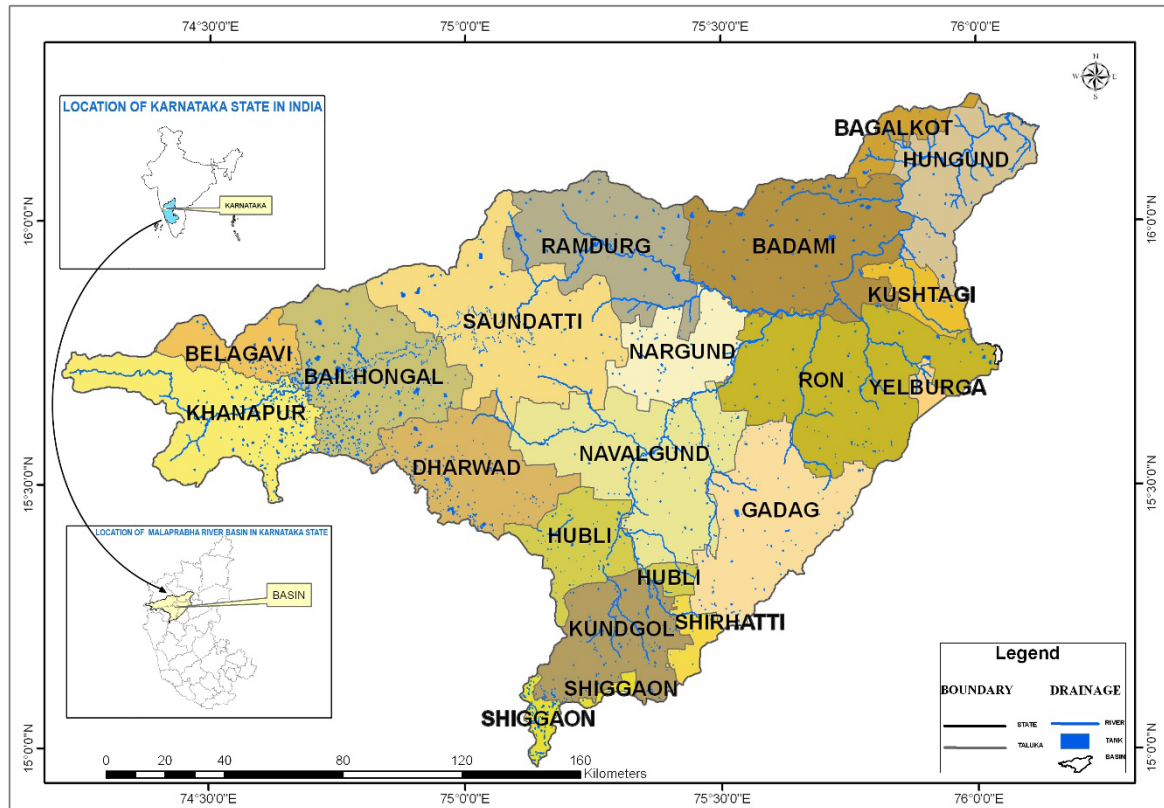 74°30'0"E 75°0'0"E 75°30'0"E 76°0'0"E
N
W E
S
LOCATION OF KARNATAKA STATE IN INDIA
KARNATAKA
16°0'0"N
16°0'0"N
BAGALKOT
HUNGUND
RAMDURG
BADAMI
KUSHTAGI
SAUNDATTI
NARGUND
BELAGAVI
BAILHONGAL
RON
YELBURGA
KHANAPUR
NAVALGUND
DHARWAD
15°30'0"N
15°30'0"N
GADAG
HUBLI
HUBLI
LOCATION OF MALAPRABHA RIVER BASIN IN KARNATAKA STATE
BASIN
SHIRHATTI
KUNDGOL
SHIGGAON
SHIGGAON
Legend
BOUNDARY DRAINAGE
STATE RIVER
TALUKA TANK
BASIN
15°0'0"N
15°0'0"N
0 20 40 80 120 160
Kilometers
74°30'0"E 75°0'0"E 75°30'0"E 76°0'0"E